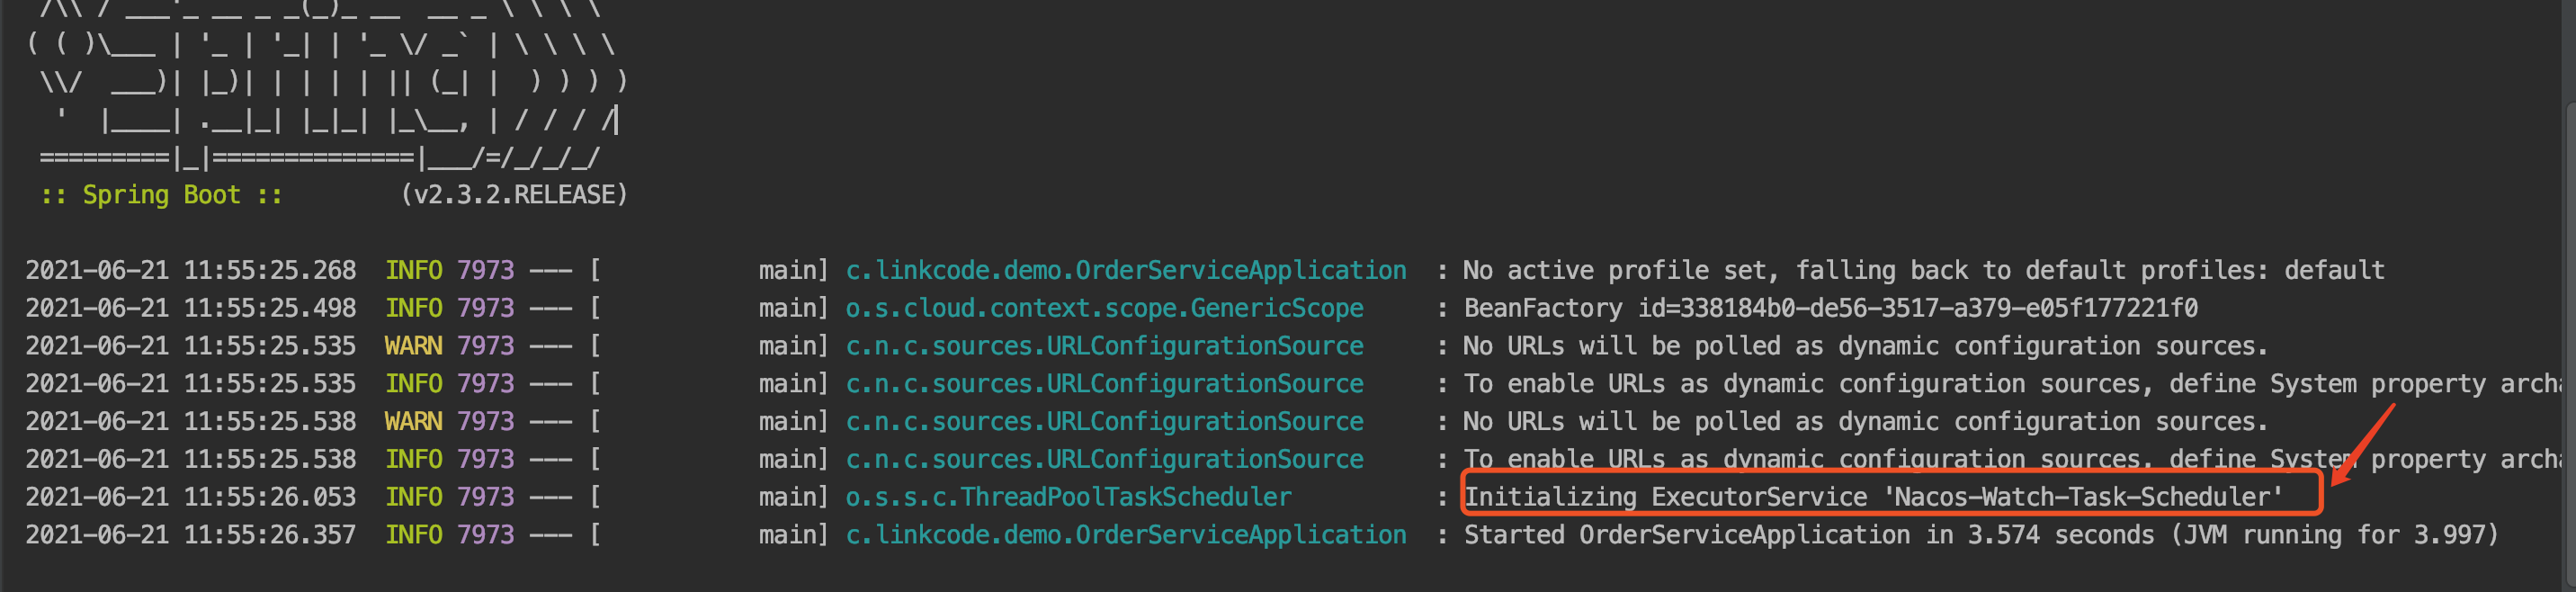 /\\ / ___'_ __ _ _(_)_ __  __ _ \ \ \ \
( ( )\___ | '_ | '_| | '_ \/ _` | \ \ \ \
 \\/  ___)| |_)| | | | | || (_| |  ) ) ) )
  '  |____| .__|_| |_|_| |_\__, | / / / /
 =========|_|==============|___/=/_/_/_/
 :: Spring Boot ::        (v2.3.2.RELEASE)
2021-06-21 11:55:25.268  INFO 7973 --- [           main] c.linkcode.demo.OrderServiceApplication  : No active profile set, falling back to default profiles: default
2021-06-21 11:55:25.498  INFO 7973 --- [           main] o.s.cloud.context.scope.GenericScope     : BeanFactory id=338184b0-de56-3517-a379-e05f177221f0
2021-06-21 11:55:25.535  WARN 7973 --- [           main] c.n.c.sources.URLConfigurationSource     : No URLs will be polled as dynamic configuration sources.
2021-06-21 11:55:25.535  INFO 7973 --- [           main] c.n.c.sources.URLConfigurationSource     : To enable URLs as dynamic configuration sources, define System property archa
2021-06-21 11:55:25.538  WARN 7973 --- [           main] c.n.c.sources.URLConfigurationSource     : No URLs will be polled as dynamic configuration sources.
2021-06-21 11:55:25.538  INFO 7973 --- [           main] c.n.c.sources.URLConfigurationSource     : To enable URLs as dynamic configuration sources, define System property archa
2021-06-21 11:55:26.053  INFO 7973 --- [           main] o.s.s.c.ThreadPoolTaskScheduler          : Initializing ExecutorService 'Nacos-Watch-Task-Scheduler'
2021-06-21 11:55:26.357  INFO 7973 --- [           main] c.linkcode.demo.OrderServiceApplication  : Started OrderServiceApplication in 3.574 seconds (JVM running for 3.997)